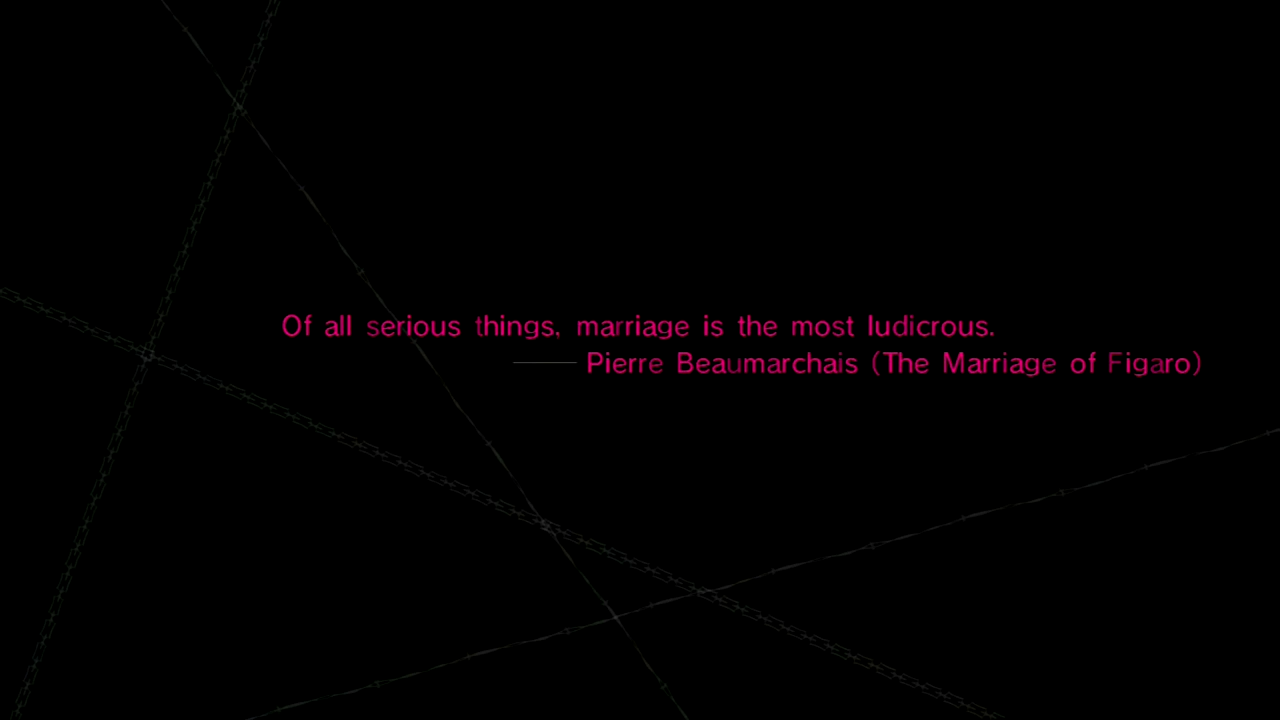 Of all serious things, marriage is the most ludicrous.
—— Pierre Beaumarchais (The Marriage of Figaro)